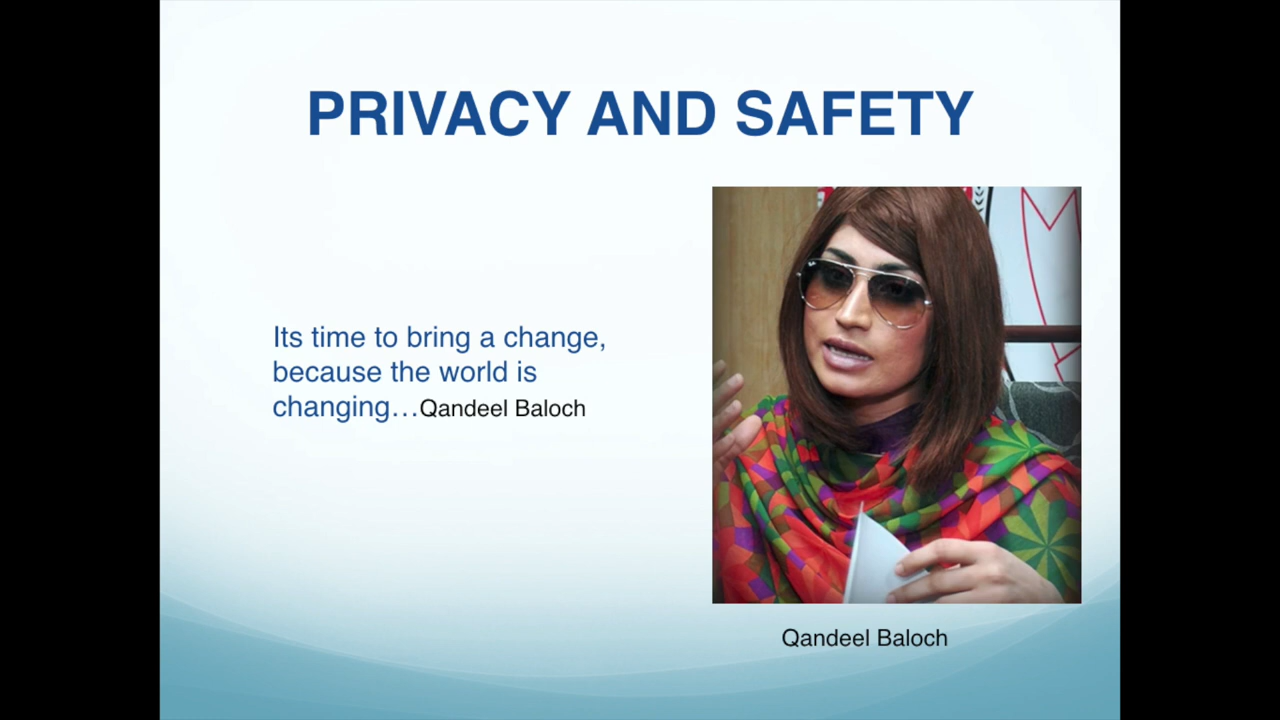 PRIVACY AND SAFETY
Its time to bring a change,
because the world is
changing…Qandeel Baloch
Qandeel Baloch